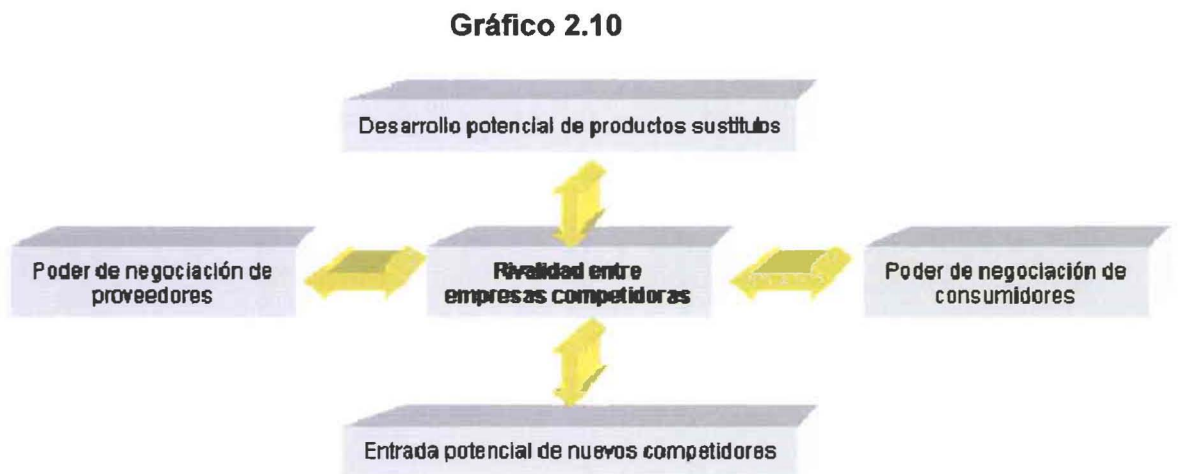 Gráfico 2.10
Desarrollo potencial de productos sustitutos
Poder de negociación de
proveedores
Rivalidad entre
empresas competidoras
Poder de negociación de
consumidores
Entrada potencial de nuevos competidores